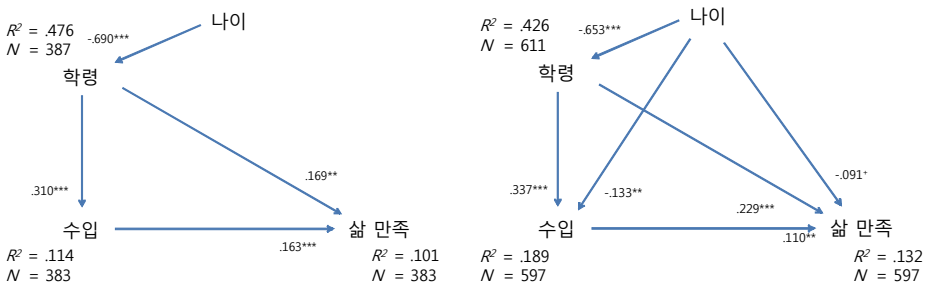 나이
R² = .476
N = 387
-.690***
학령
.310***
.169**
수입
삶 만족
.163***
R² = .114
N = 383
R² = .101
N = 383
나이
R² = .426
N = 611
-.653***
학령
-.091⁺
.337***
-.133**
.229***
수입
삶 만족
.110**
R² = .189
N = 597
R² = .132
N = 597